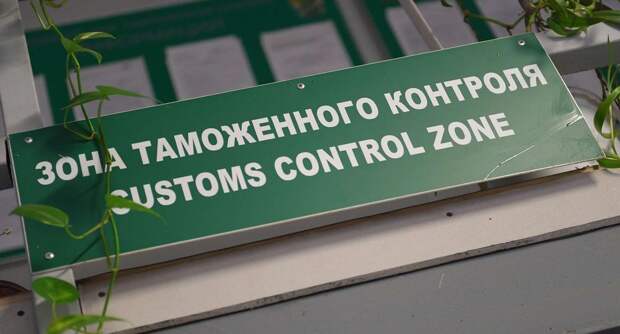 ЗОНА ТАМОЖЕННОГО КОНТРОЛЯ
CUSTOMS CONTROL ZONE